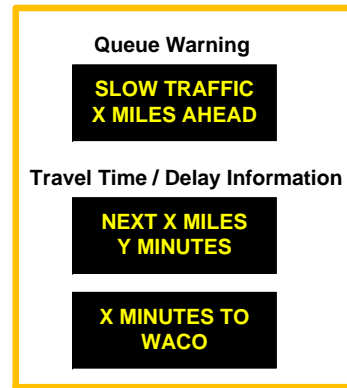 Queue Warning
SLOW TRAFFIC
X MILES AHEAD
Travel Time / Delay Information
NEXT X MILES
Y MINUTES
X MINUTES TO
WACO